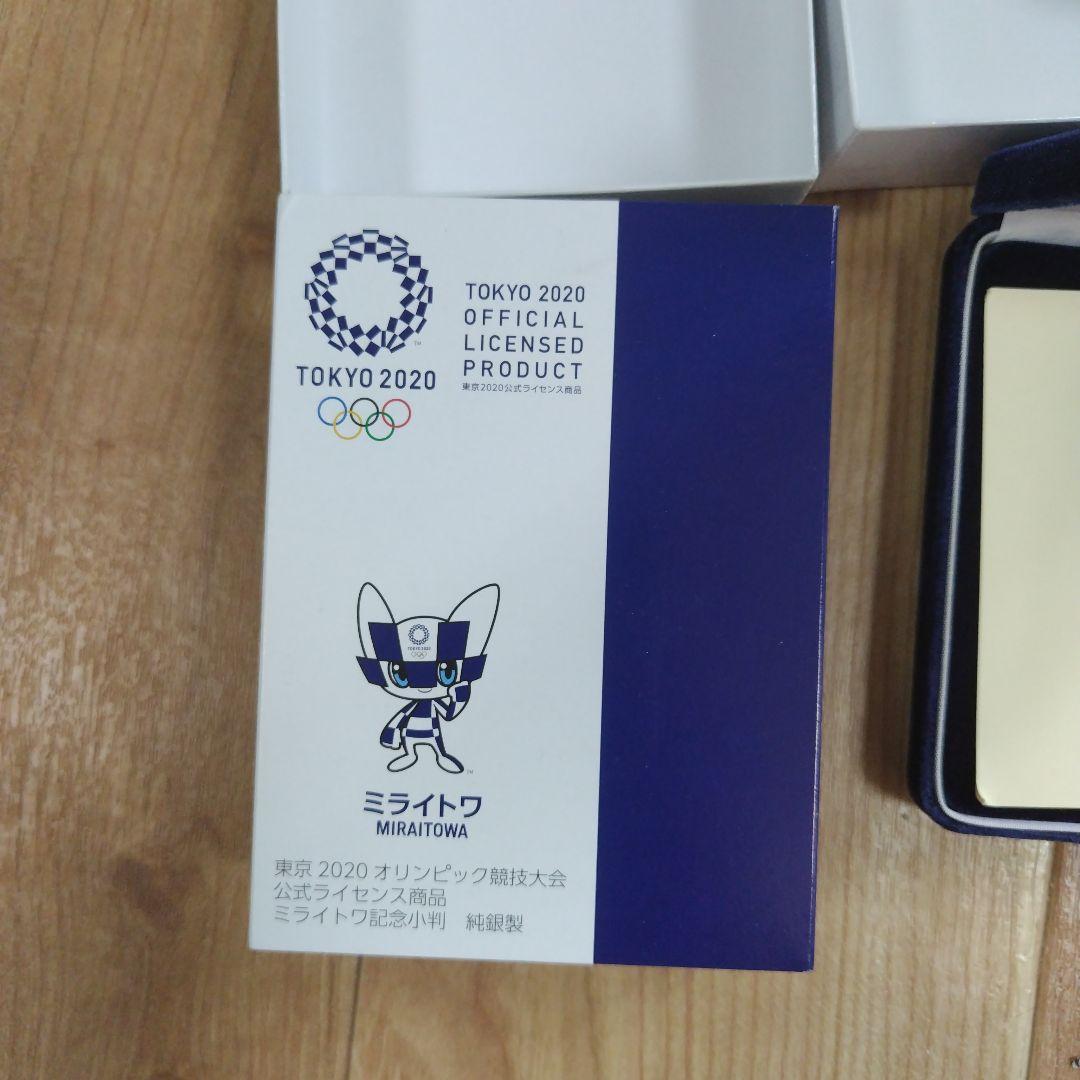 TOKYO 2020
TOKYO 2020
OFFICIAL
LICENSED
PRODUCT
東京2020公式ライセンス商品
TOKYO 2020
ミライトワ
MIRAITOWA
東京 2020 オリンピック競技大会
公式ライセンス商品
ミライトワ記念小判 純銀製